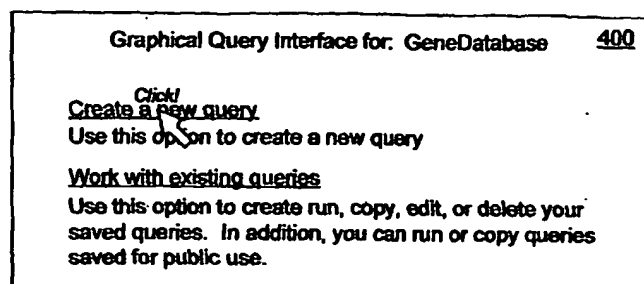 Graphical Query Interface for: GeneDatabase 400
Click!
Create a new query
Use this option to create a new query
Work with existing queries
Use this option to create run, copy, edit, or delete your
saved queries. In addition, you can run or copy queries
saved for public use.